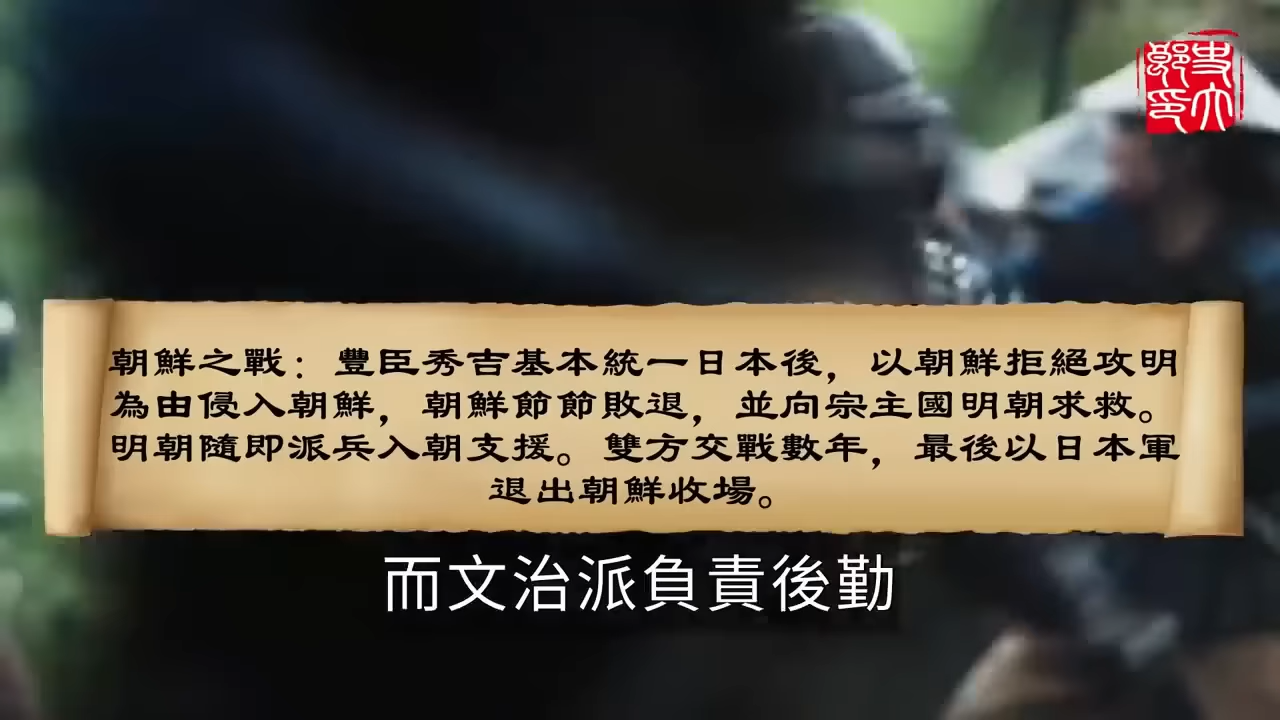 史大
郎印
朝鮮之戰：豐臣秀吉基本統一日本後，以朝鮮拒絕攻明
為由侵入朝鮮，朝鮮節節敗退，並向宗主國明朝求救。
明朝隨即派兵入朝支援。雙方交戰數年，最後以日本軍
退出朝鮮收場。
而文治派負責後勤